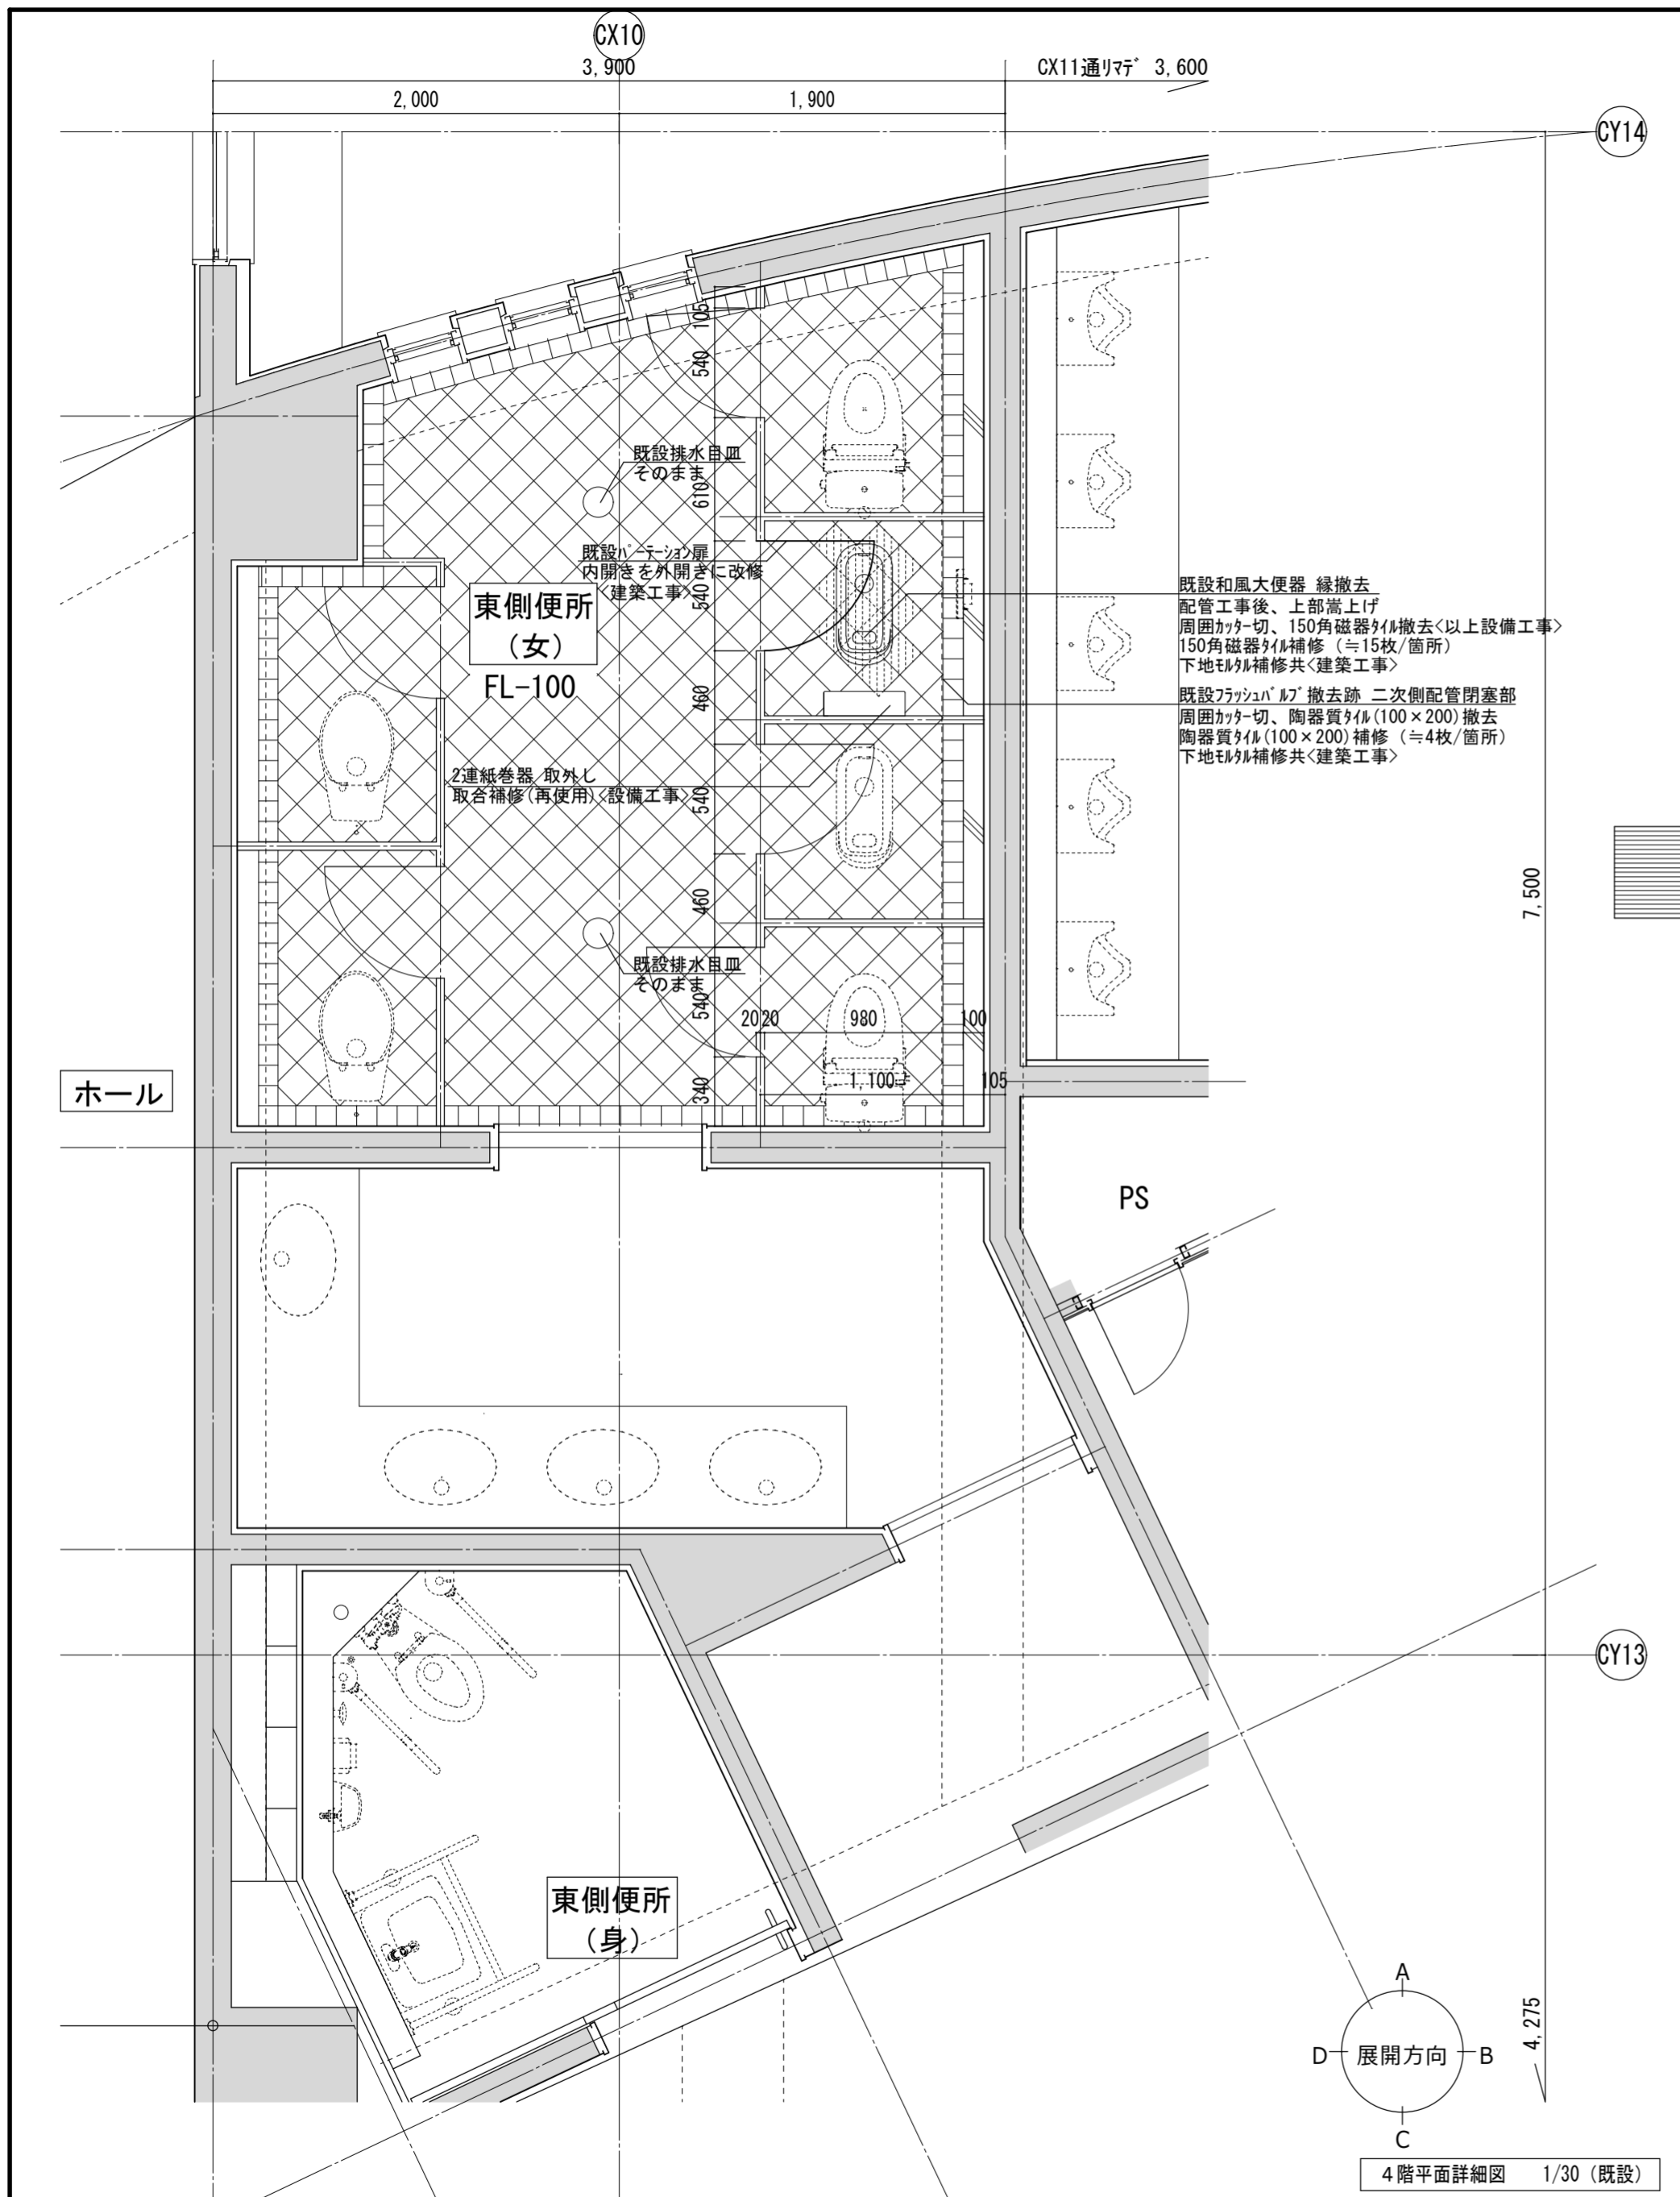 CX10
3,900
CX11通リマデ 3,600
2,000
1,900
CY14
105
540
既設排水目皿
そのまま
610
既設パーテーション扉
内開きを外開きに改修
建築工事>
540
東側便所
(女)
FL-100
既設和風大便器 縁撤去
配管工事後、上部嵩上げ
周囲カッター切、150角磁器タイル撤去<以上設備工事>
150角磁器タイル補修 (≒15枚/箇所)
下地モルタル補修共<建築工事>
460
既設フラッシュバルブ撤去跡 二次側配管閉塞部
周囲カッター切、陶器質タイル(100×200)撤去
陶器質タイル(100×200)補修 (≒4枚/箇所)
下地モルタル補修共<建築工事>
2連紙巻器 取外し
取合補修(再使用)<設備工事>
540
7,500
460
既設排水目皿
そのまま
540
2020
980
100
ホール
340
1,100
105
PS
CY13
東側便所
(身)
A
D
展開方向
B
C
4,275
4階平面詳細図 1/30 (既設)